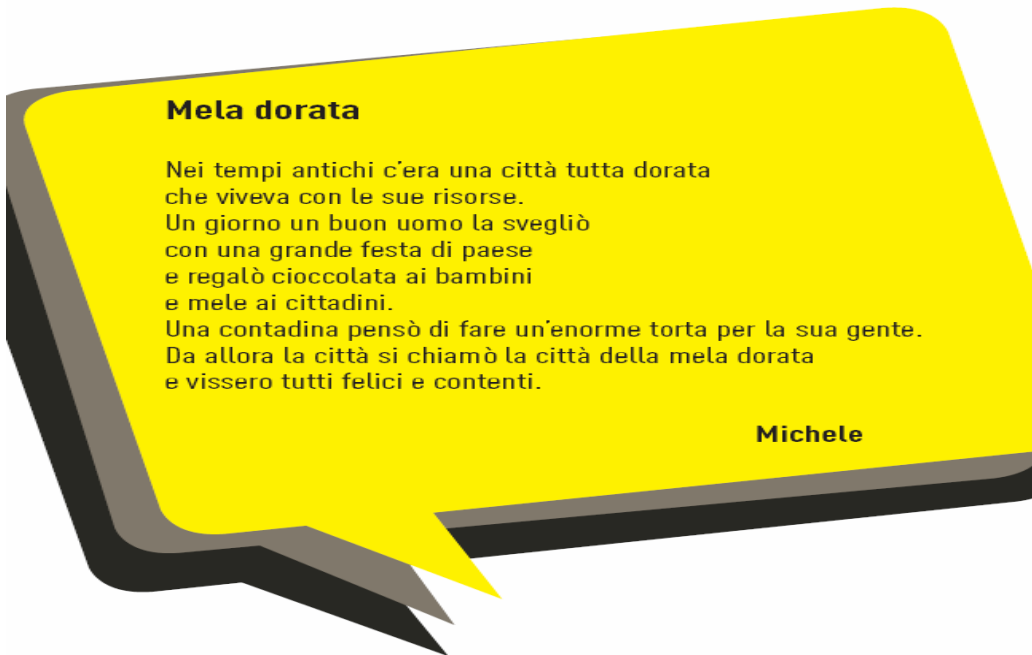 Mela dorata
Nei tempi antichi c'era una città tutta dorata
che viveva con le sue risorse.
Un giorno un buon uomo la svegliò
con una grande festa di paese
e regalò cioccolata ai bambini
e mele ai cittadini.
Una contadina pensò di fare un'enorme torta per la sua gente.
Da allora la città si chiamò la città della mela dorata
e vissero tutti felici e contenti.
Michele